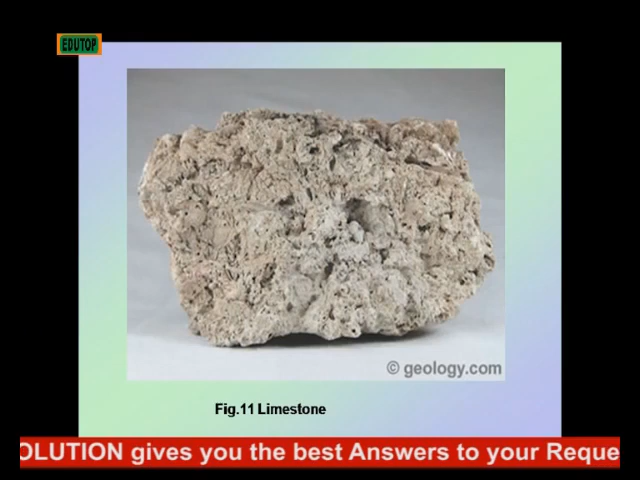 EDUTOP
© geology.com
Fig.11 Limestone
OLUTION gives you the best Answers to your Reque